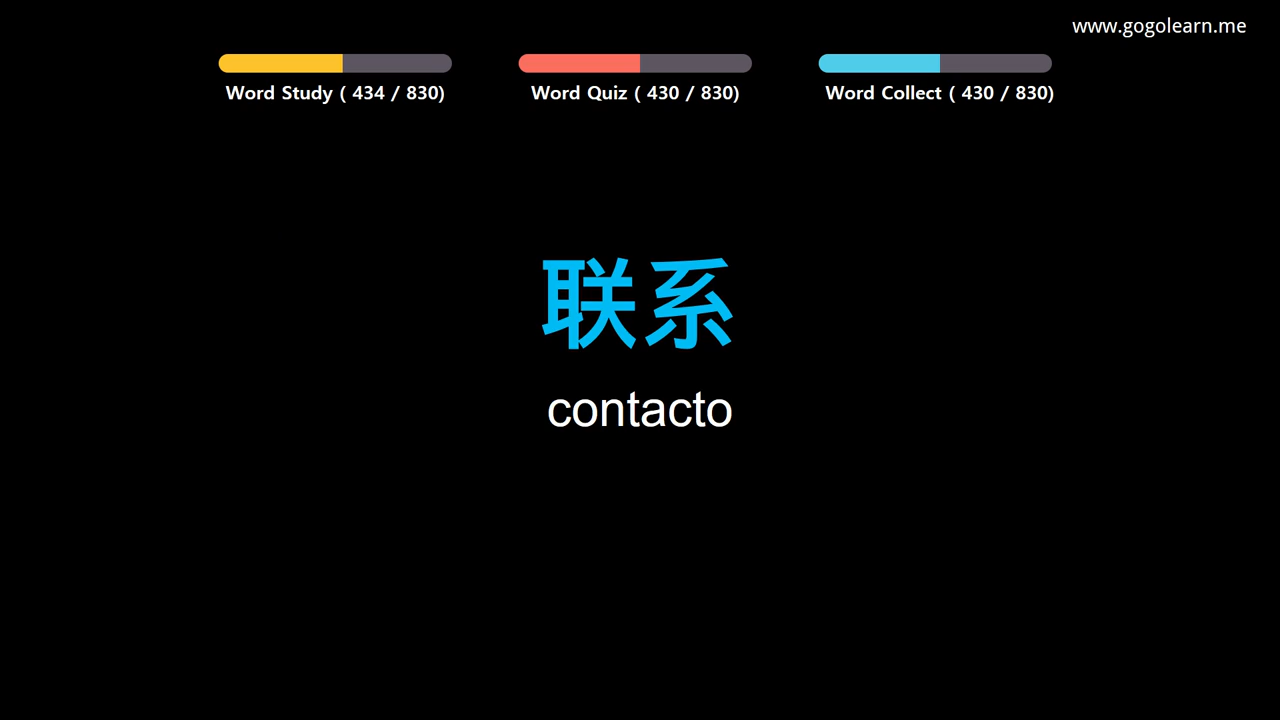 www.gogolearn.me
Word Study ( 434 / 830)
Word Quiz ( 430 / 830)
Word Collect ( 430 / 830)
联系
contacto